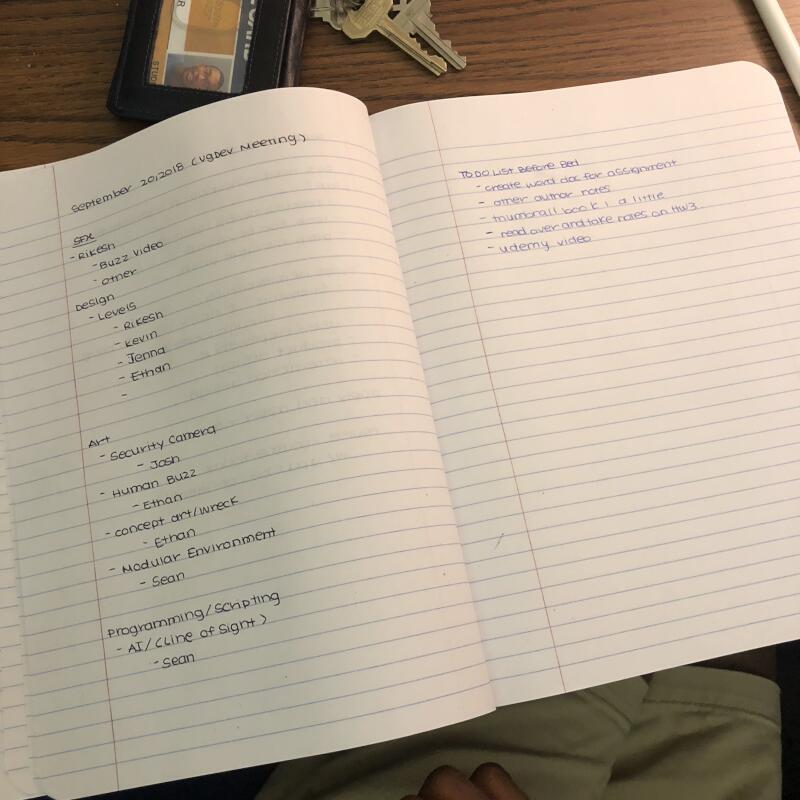 September 20, 2018 (VGDev Meeting)
SFX
- Rikesh
- Buzz video
- other
Design
- Levels
- Rikesh
- Kevin
- Jenna
- Ethan
-
Art
- Security Camera
- Josh
- Human Buzz
- Ethan
- concept art/wreck
- Ethan
- Modular Environment
- Sean
Programming/Scripting
- AI/(Line of Sight)
- Sean
TO DO LIST Before Bed
- create word doc for assignment
- other author notes
- thumbnail book 1 a little
- read over and take notes on HW3
- udemy video